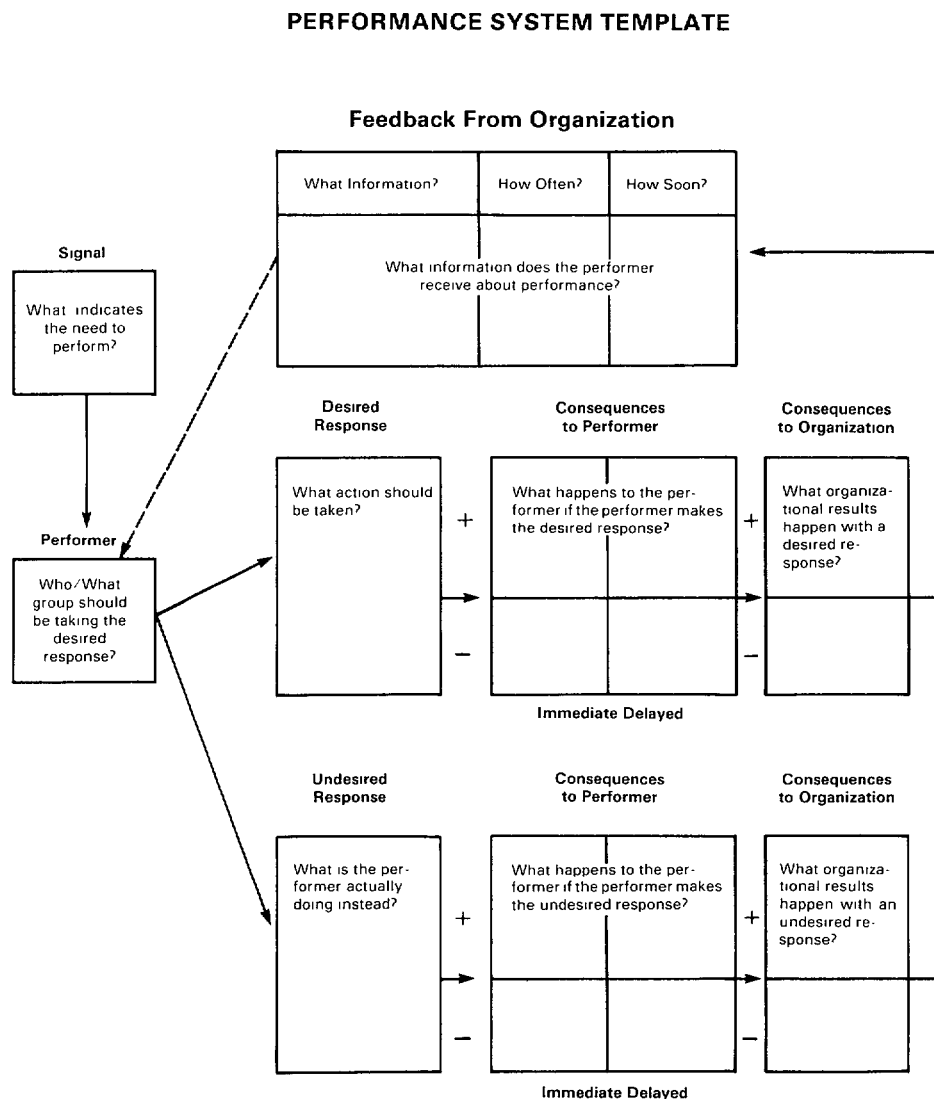 PERFORMANCE SYSTEM TEMPLATE
Feedback From Organization
What Information?
How Often?
How Soon?
What information does the performer
receive about performance?
Signal
What indicates
the need to
perform?
Performer
Who/What
group should
be taking the
desired
response?
Desired
Response
What action should
be taken?
+
−
Consequences
to Performer
What happens to the per-
former if the performer makes
the desired response?
Immediate Delayed
+
−
Consequences
to Organization
What organiza-
tional results
happen with a
desired re-
sponse?
Undesired
Response
What is the per-
former actually
doing instead?
+
−
Consequences
to Performer
What happens to the per-
former if the performer makes
the undesired response?
Immediate Delayed
+
−
Consequences
to Organization
What organiza-
tional results
happen with an
undesired re-
sponse?